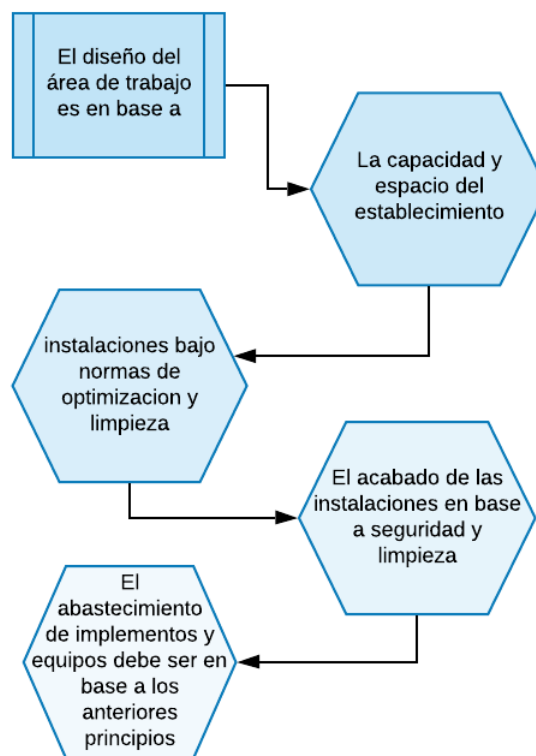 El diseño del
área de trabajo
es en base a
La capacidad y
espacio del
establecimiento
instalaciones bajo
normas de
optimizacion y
limpieza
El acabado de las
instalaciones en base
a seguridad y
limpieza
El
abastecimiento
de implementos y
equipos debe ser en
base a los
anteriores
principios